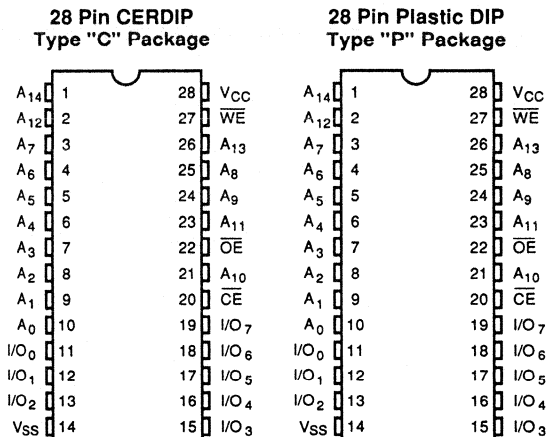 28 Pin CERDIP
Type "C" Package
A14 1 28 VCC
A12 2 27 WE
A7 3 26 A13
A6 4 25 A8
A5 5 24 A9
A4 6 23 A11
A3 7 22 OE
A2 8 21 A10
A1 9 20 CE
A0 10 19 I/O7
I/O0 11 18 I/O6
I/O1 12 17 I/O5
I/O2 13 16 I/O4
VSS 14 15 I/O3
28 Pin Plastic DIP
Type "P" Package
A14 1 28 VCC
A12 2 27 WE
A7 3 26 A13
A6 4 25 A8
A5 5 24 A9
A4 6 23 A11
A3 7 22 OE
A2 8 21 A10
A1 9 20 CE
A0 10 19 I/O7
I/O0 11 18 I/O6
I/O1 12 17 I/O5
I/O2 13 16 I/O4
VSS 14 15 I/O3